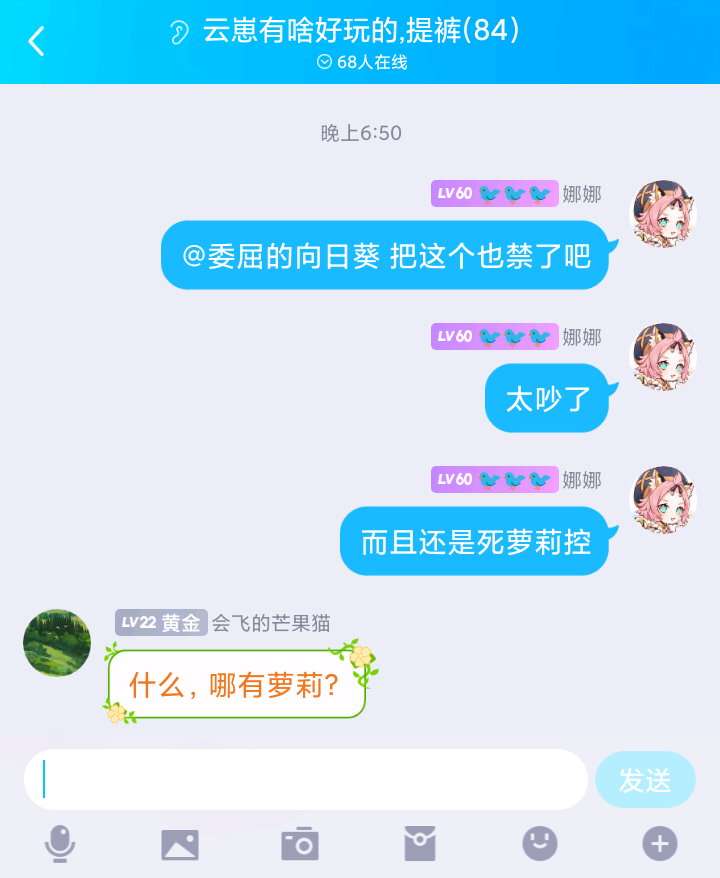 云崽有啥好玩的,提裤(84)
68人在线
晚上6:50
LV60 娜娜
@委屈的向日葵 把这个也禁了吧
LV60 娜娜
太吵了
LV60 娜娜
而且还是死萝莉控
LV22 黄金 会飞的芒果猫
什么，哪有萝莉?
发送